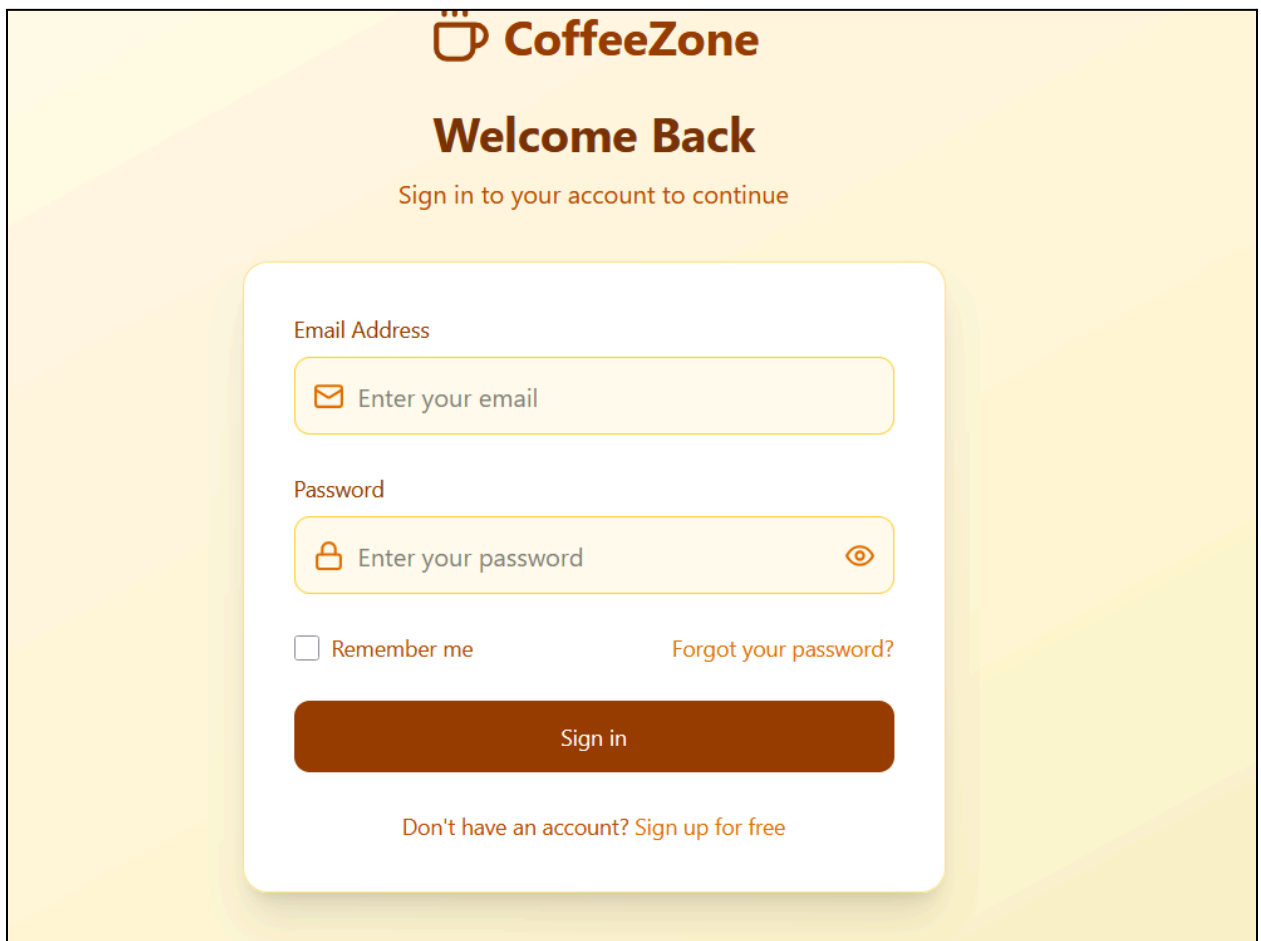 CoffeeZone
Welcome Back
Sign in to your account to continue
Email Address
Enter your email
Password
Enter your password
Remember me
Forgot your password?
Sign in
Don't have an account? Sign up for free